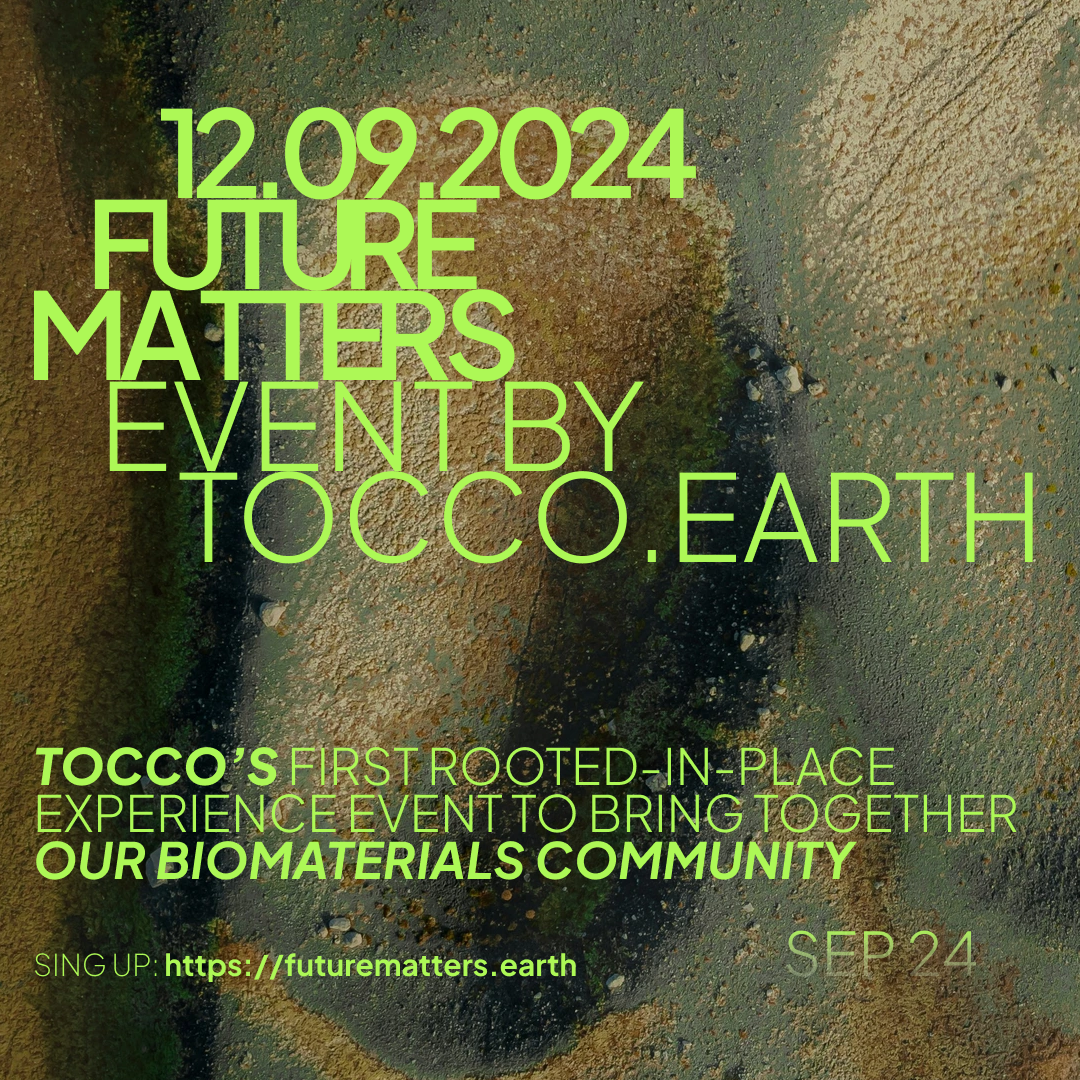 12.09.2024
FUTURE
MATTERS
EVENT BY
TOCCO.EARTH
TOCCO’S FIRST ROOTED-IN-PLACE
EXPERIENCE EVENT TO BRING TOGETHER
OUR BIOMATERIALS COMMUNITY
SING UP: https://futurematters.earth
SEP 24